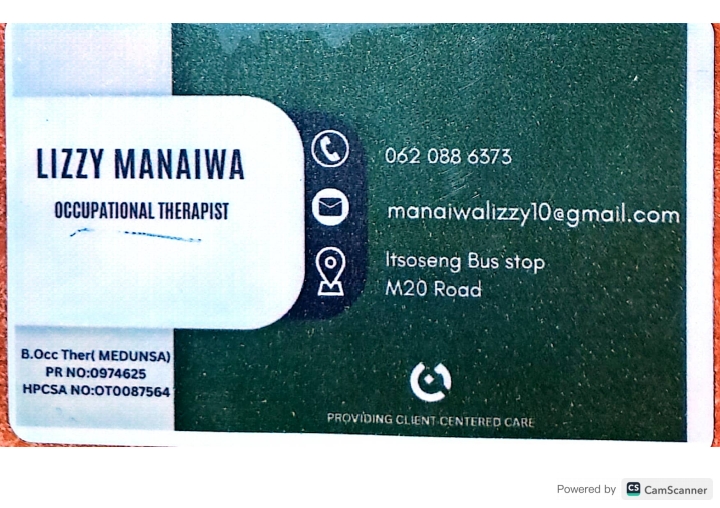 LIZZY MANAIWA
OCCUPATIONAL THERAPIST
062 088 6373
manaiwalizzy10@gmail.com
Itsoseng Bus stop
M20 Road
B.Occ Ther( MEDUNSA)
PR NO:0974625
HPCSA NO:OT0087564
PROVIDING CLIENT-CENTERED CARE
Powered by CS CamScanner